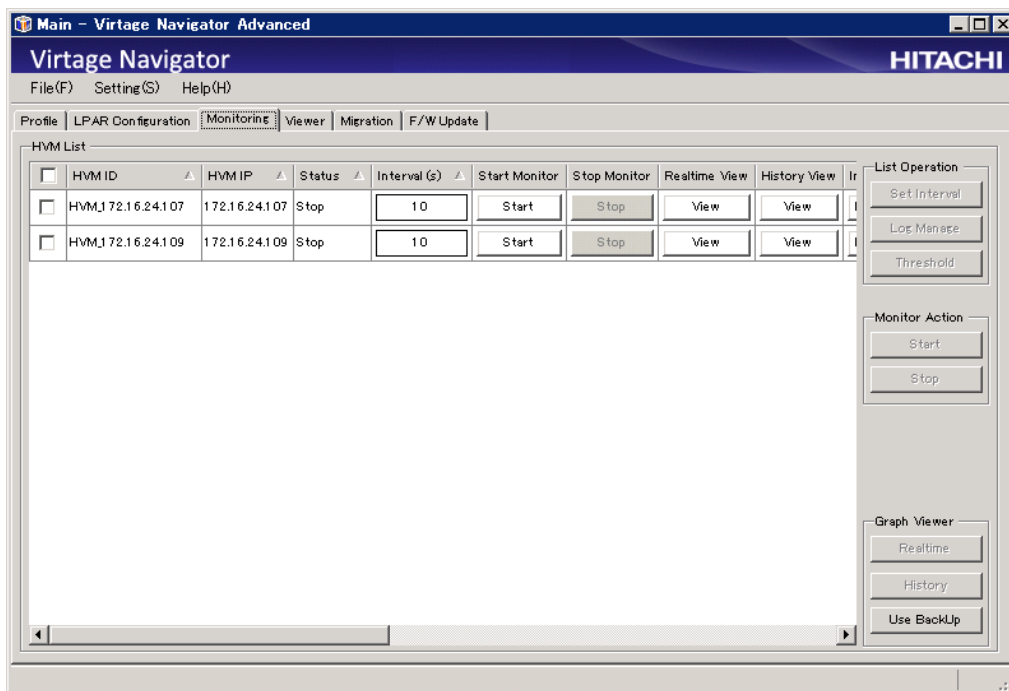 Main - Virtage Navigator Advanced
Virtage Navigator
HITACHI
File(F) Setting(S) Help(H)
Profile LPAR Configuration Monitoring Viewer Migration F/W Update
HVM List
HVM ID HVM IP Status Interval (s) Start Monitor Stop Monitor Realtime View History View
HVM_172.16.24.107 172.16.24.107 Stop 10 Start Stop View View
HVM_172.16.24.109 172.16.24.109 Stop 10 Start Stop View View
List Operation
Set Interval
Log Manage
Threshold
Monitor Action
Start
Stop
Graph Viewer
Realtime
History
Use BackUp